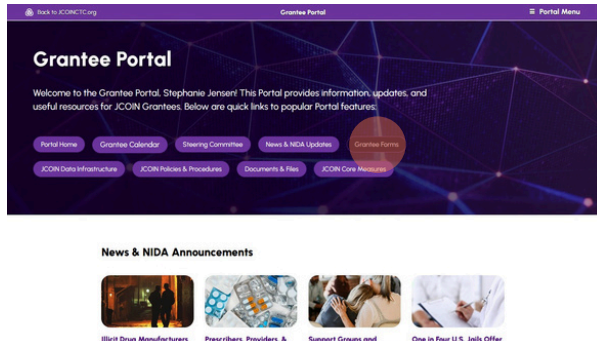 Back to JCOINCTC.org
Grantee Portal
≡ Portal Menu
Grantee Portal
Welcome to the Grantee Portal, Stephanie Jensen! This Portal provides information, updates, and
useful resources for JCOIN Grantees. Below are quick links to popular Portal features:
Portal Home
Grantee Calendar
Steering Committee
News & NIDA Updates
Grantee Forms
JCOIN Data Infrastructure
JCOIN Policies & Procedures
Documents & Files
JCOIN Core Measures
News & NIDA Announcements
Illicit Drug Manufacturers
Prescribers, Providers, &
Support Groups and
One in Four U.S. Jails Offer